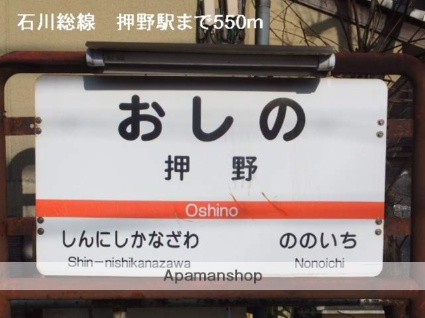 石川総線　押野駅まで550m
おしの
押野
Oshino
しんにしかなざわ　ののいち
Shin－nishikanazawa　Nonoichi
Apamanshop